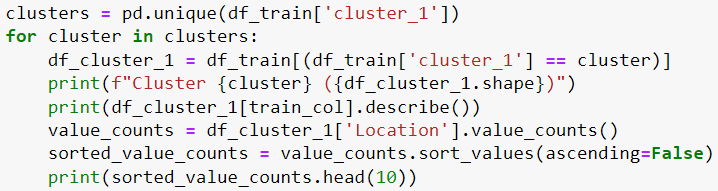 clusters = pd.unique(df_train['cluster_1'])
for cluster in clusters:
    df_cluster_1 = df_train[(df_train['cluster_1'] == cluster)]
    print(f"Cluster {cluster} ({df_cluster_1.shape})")
    print(df_cluster_1[train_col].describe())
    value_counts = df_cluster_1['Location'].value_counts()
    sorted_value_counts = value_counts.sort_values(ascending=False)
    print(sorted_value_counts.head(10))